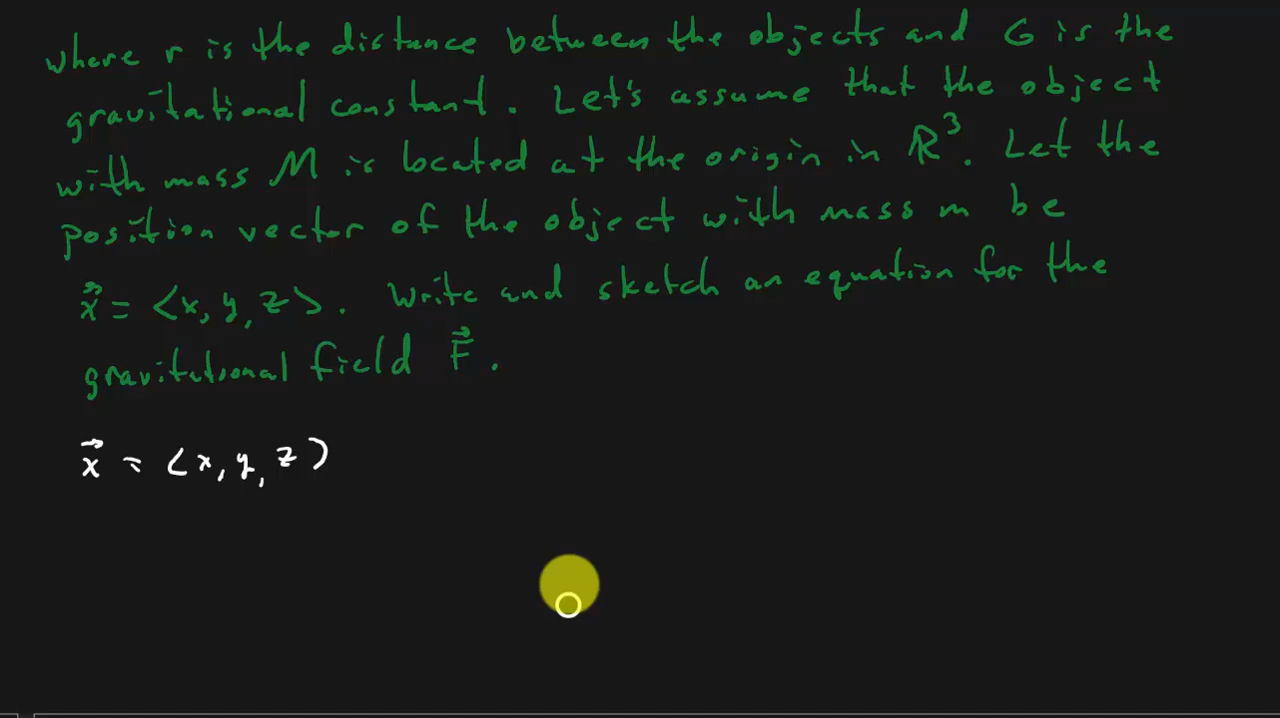 where r is the distance between the objects and G is the
gravitational constant. Let's assume that the object
with mass M is located at the origin in ℝ³. Let the
position vector of the object with mass m be
x⃗ = <x, y, z>. Write and sketch an equation for the
gravitational field F⃗.
x⃗ = <x, y, z>